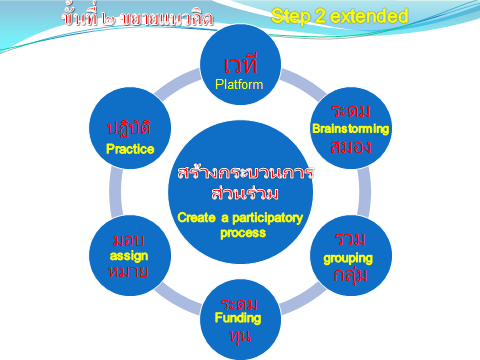 ขั้นที่ ๒ ขยายแนวคิด
Step 2 extended
เวที
Platform
ระดม
Brainstorming
สมอง
รวม
grouping
กลุ่ม
ระดม
Funding
ทุน
มอบ
assign
หมาย
ปฏิบัติ
Practice
สร้างกระบวนการ
ส่วนร่วม
Create a participatory
process